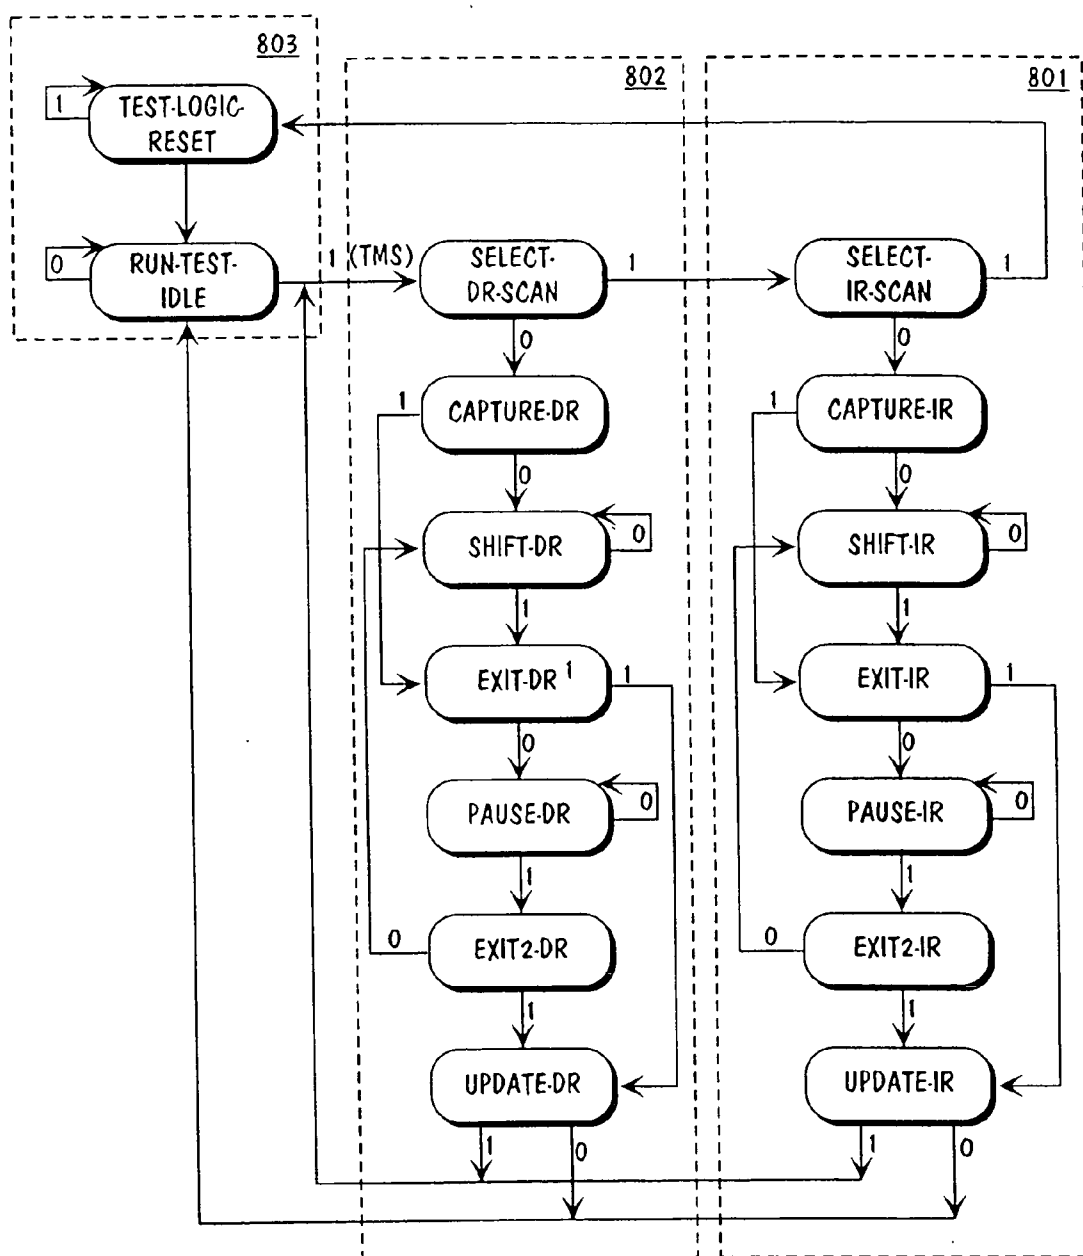 803
802
801
1
TEST-LOGIC-
RESET
0
RUN-TEST-
IDLE
1 (TMS)
SELECT-
DR-SCAN
1
SELECT-
IR-SCAN
1
0
0
1
CAPTURE-DR
1
CAPTURE-IR
0
0
SHIFT-DR
0
SHIFT-IR
0
1
1
EXIT-DR 1
1
EXIT-IR
1
0
0
PAUSE-DR
0
PAUSE-IR
0
1
1
0
EXIT2-DR
0
EXIT2-IR
1
1
UPDATE-DR
UPDATE-IR
1
0
1
0